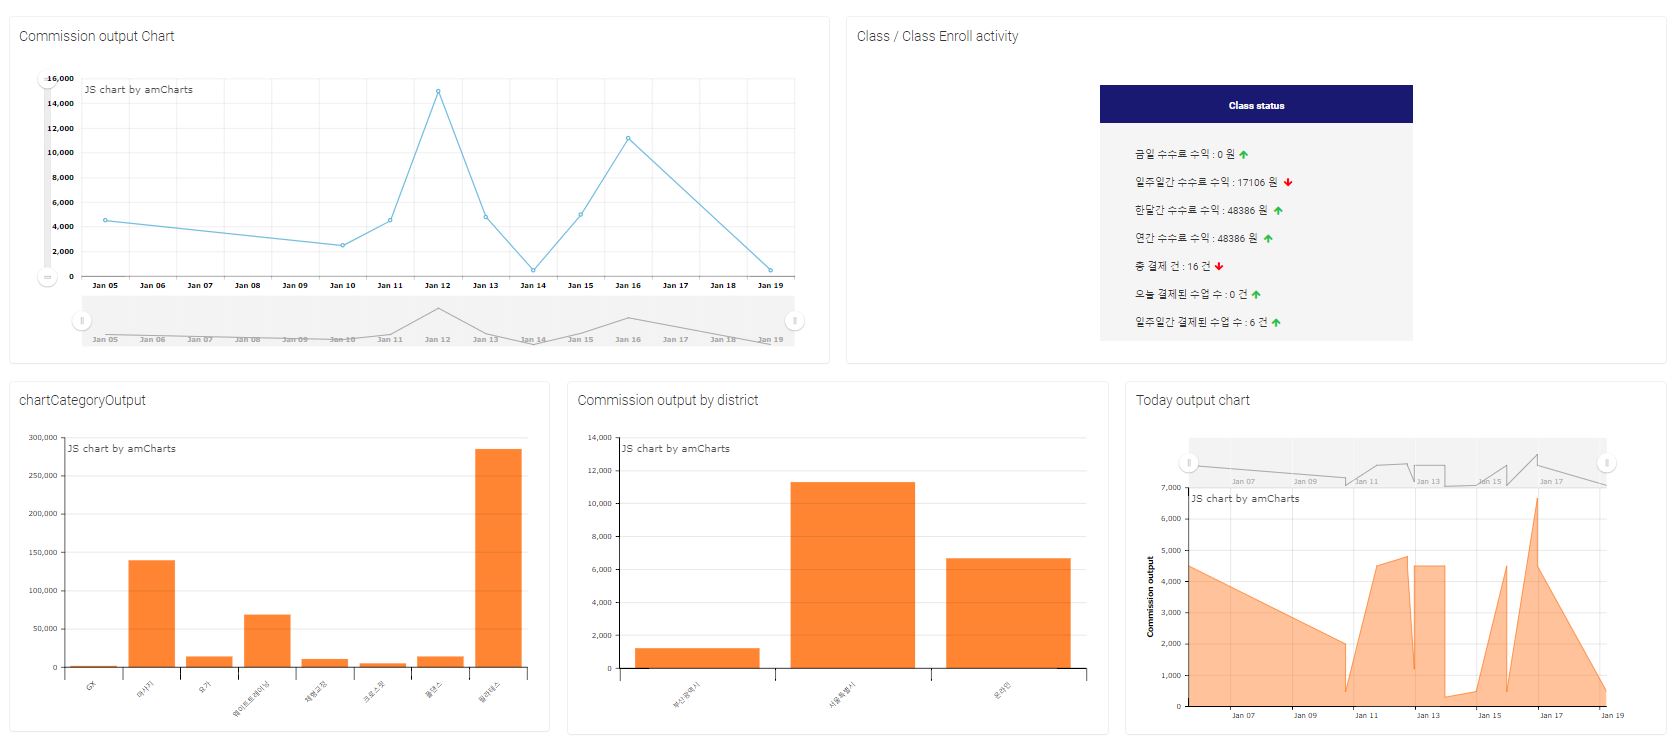 Commission output Chart
16,000
JS chart by amCharts
14,000
12,000
10,000
8,000
6,000
4,000
2,000
0
Jan 05 Jan 06 Jan 07 Jan 08 Jan 09 Jan 10 Jan 11 Jan 12 Jan 13 Jan 14 Jan 15 Jan 16 Jan 17 Jan 18 Jan 19
Jan 05 Jan 06 Jan 07 Jan 08 Jan 09 Jan 10 Jan 11 Jan 12 Jan 13 Jan 14 Jan 15 Jan 16 Jan 17 Jan 18 Jan 19
Class / Class Enroll activity
Class status
금일 수수료 수익 : 0 원
일주일간 수수료 수익 : 17106 원
한달간 수수료 수익 : 48386 원
연간 수수료 수익 : 48386 원
총 결제 건 : 16 건
오늘 결제된 수업 수 : 0 건
일주일간 결제된 수업 수 : 6 건
chartCategoryOutput
300,000
JS chart by amCharts
250,000
200,000
150,000
100,000
50,000
0
GX 마사지 요가 웨이트트레이닝 체형교정 크로스핏 폴댄스 필라테스
Commission output by district
14,000
JS chart by amCharts
12,000
10,000
8,000
6,000
4,000
2,000
0
부산광역시 서울특별시 온라인
Today output chart
Jan 07 Jan 09 Jan 11 Jan 13 Jan 15 Jan 17
7,000
JS chart by amCharts
6,000
5,000
4,000
3,000
2,000
1,000
0
Commission output
Jan 07 Jan 09 Jan 11 Jan 13 Jan 15 Jan 17 Jan 19